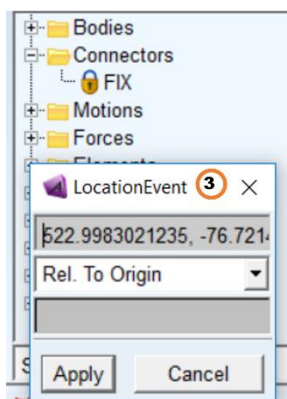 Bodies
Connectors
FIX
Motions
Forces
LocationEvent 3
522.9983021235, -76.7214
Rel. To Origin
Apply
Cancel